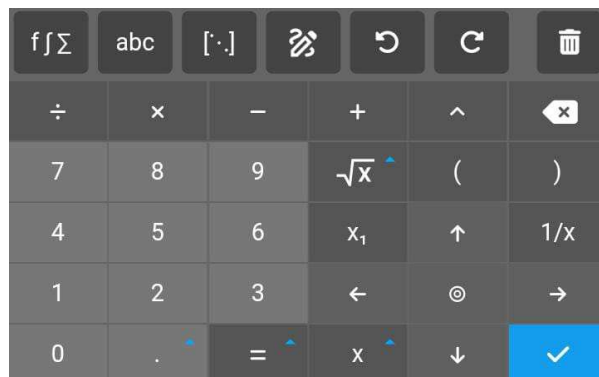 f∫Σ abc [⋱]
÷ × − + ^ ×
7 8 9 √x ( )
4 5 6 x₁ ↑ 1/x
1 2 3 ← ◎ →
0 . = x ↓ ✓